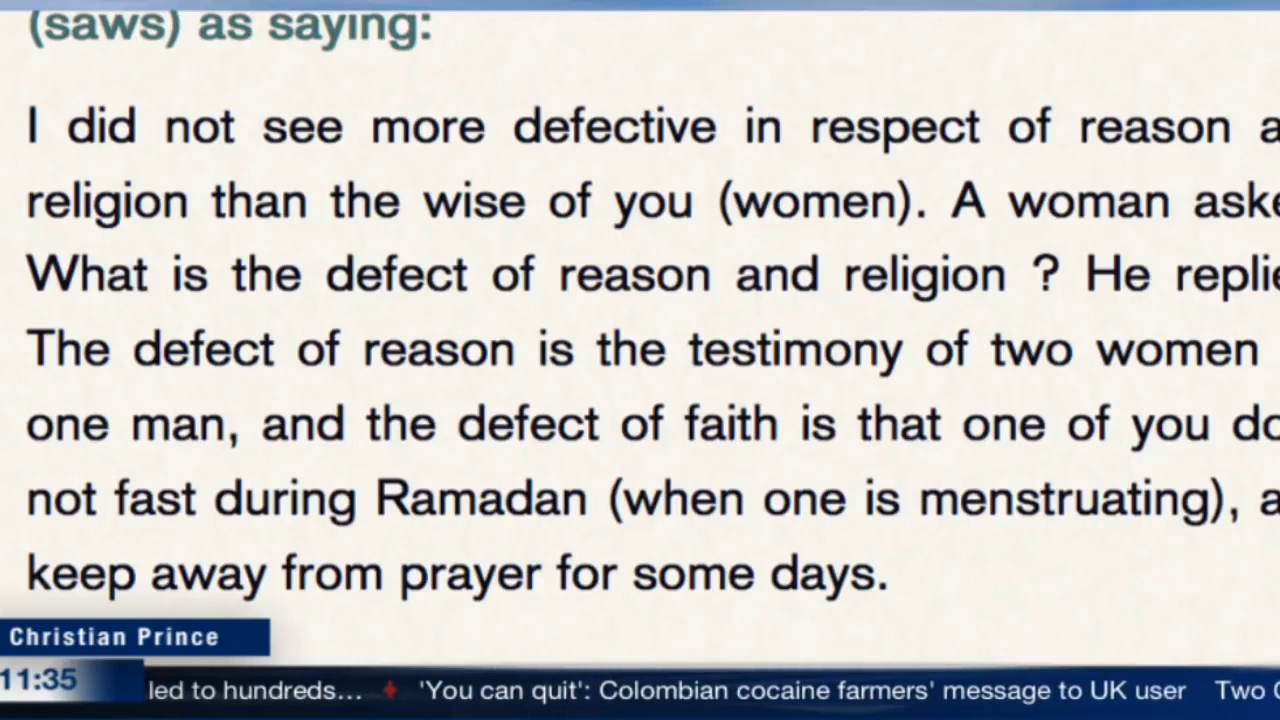 (saws) as saying:
I did not see more defective in respect of reason
religion than the wise of you (women). A woman
What is the defect of reason and religion ? He
The defect of reason is the testimony of two women
one man, and the defect of faith is that one of you
not fast during Ramadan (when one is menstruating),
keep away from prayer for some days.
Christian Prince
11:35
led to hundreds... 'You can quit': Colombian cocaine farmers' message to UK user Two